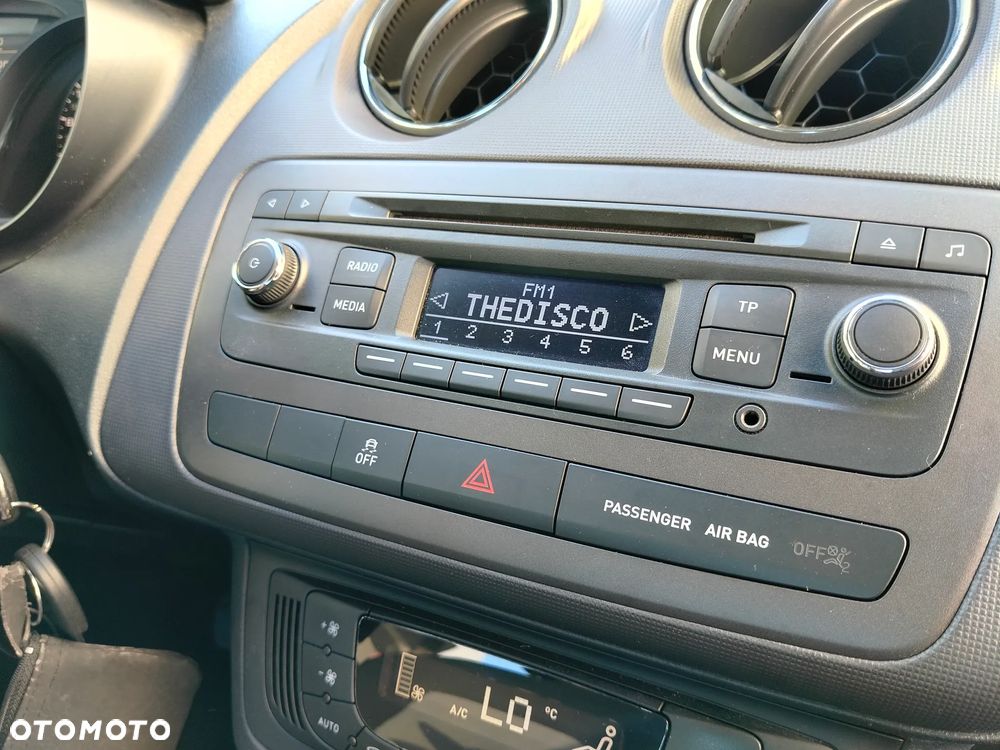 RADIO
MEDIA
FM1
THEDISCO
1 2 3 4 5 6
TP
MENU
OFF
PASSENGER AIR BAG OFF 2
A/C LO °C
AUTO
OTOMOTO